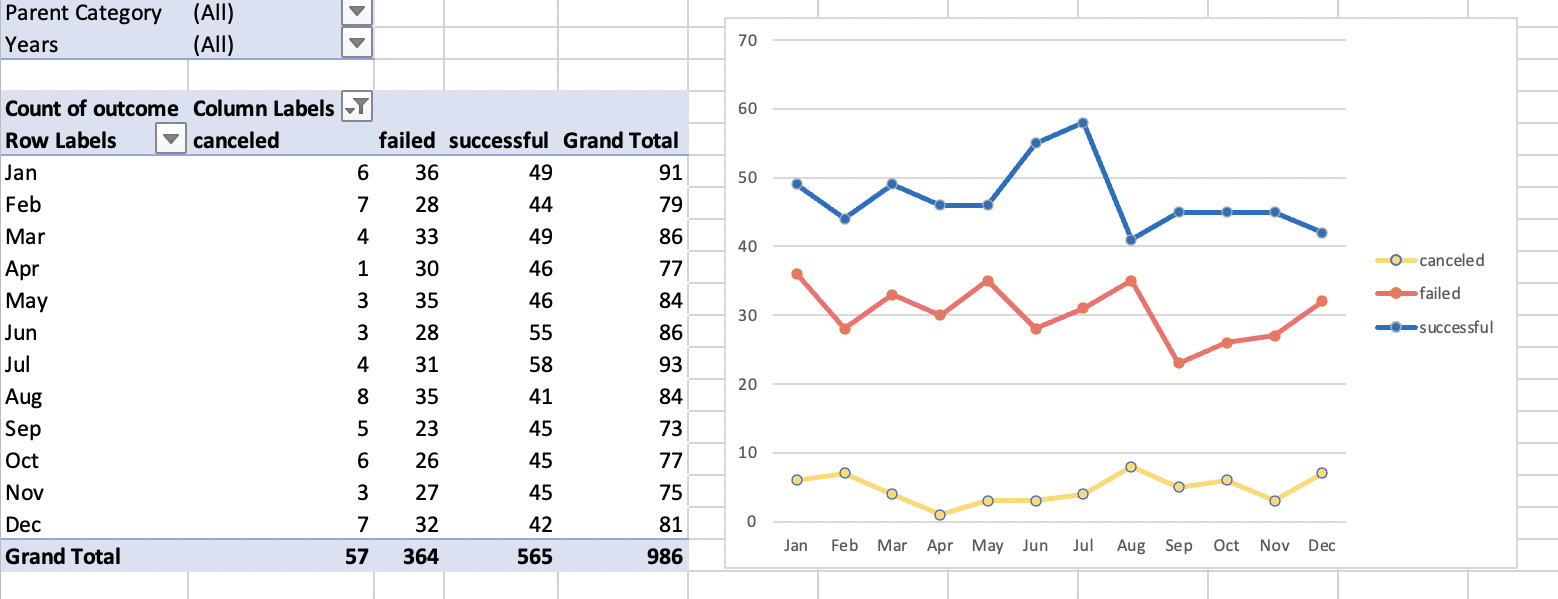 Parent Category (All)
Years (All)
Count of outcome Column Labels
Row Labels canceled failed successful Grand Total
Jan 6 36 49 91
Feb 7 28 44 79
Mar 4 33 49 86
Apr 1 30 46 77
May 3 35 46 84
Jun 3 28 55 86
Jul 4 31 58 93
Aug 8 35 41 84
Sep 5 23 45 73
Oct 6 26 45 77
Nov 3 27 45 75
Dec 7 32 42 81
Grand Total 57 364 565 986
70
60
50
40
30
20
10
0
Jan Feb Mar Apr May Jun Jul Aug Sep Oct Nov Dec
canceled
failed
successful